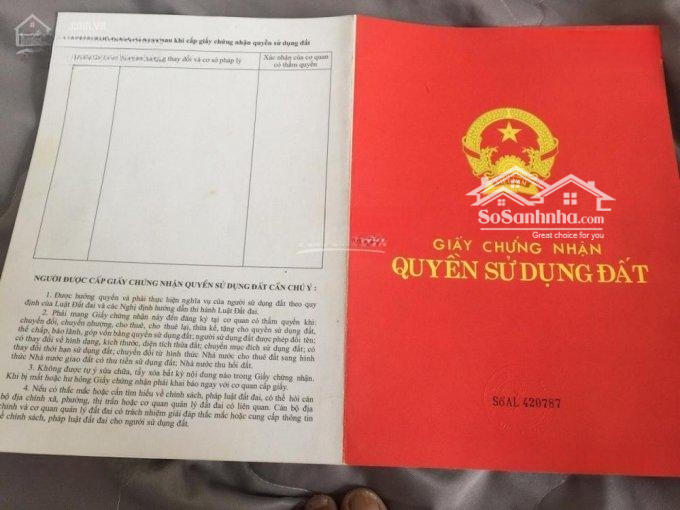 sau khi cấp giấy chứng nhận quyền sử dụng đất
thay đổi và cơ sở pháp lý
Xác nhận của cơ quan
có thẩm quyền
NGƯỜI ĐƯỢC CẤP GIẤY CHỨNG NHẬN QUYỀN SỬ DỤNG ĐẤT CẦN CHÚ Ý :
1. Được hưởng quyền và phải thực hiện nghĩa vụ của người sử dụng đất theo quy
định của Luật Đất đai và các Nghị định hướng dẫn thi hành Luật Đất đai.
2. Phải mang Giấy chứng nhận này đến đăng ký tại cơ quan có thẩm quyền khi:
chuyển đổi, chuyển nhượng, cho thuê, cho thuê lại, thừa kế, tặng cho quyền sử dụng đất,
thế chấp, bảo lãnh, góp vốn bằng quyền sử dụng đất; người sử dụng đất được phép đổi tên;
có thay đổi về hình dạng, kích thước, diện tích thửa đất; chuyển mục đích sử dụng đất; có
thay đổi thời hạn sử dụng đất; chuyển đổi từ hình thức Nhà nước cho thuê đất sang hình
thức Nhà nước giao đất có thu tiền sử dụng đất; Nhà nước thu hồi đất.
3. Không được tự ý sửa chữa, tẩy xóa bất kỳ nội dung nào trong Giấy chứng nhận.
Khi bị mất hoặc hư hỏng Giấy chứng nhận phải khai báo ngay với cơ quan cấp giấy.
4. Nếu có thắc mắc hoặc cần tìm hiểu về chính sách, pháp luật đất đai, có thể hỏi cán
bộ địa chính xã, phường, thị trấn hoặc cơ quan quản lý đất đai có liên quan. Cán bộ địa
chính và cơ quan quản lý đất đai có trách nhiệm giải đáp thắc mắc hoặc cung cấp thông tin
về chính sách, pháp luật đất đai cho người sử dụng đất.
SoSanhnha.com
Great choice for you
GIẤY CHỨNG NHẬN
QUYỀN SỬ DỤNG ĐẤT
Số AL 420787